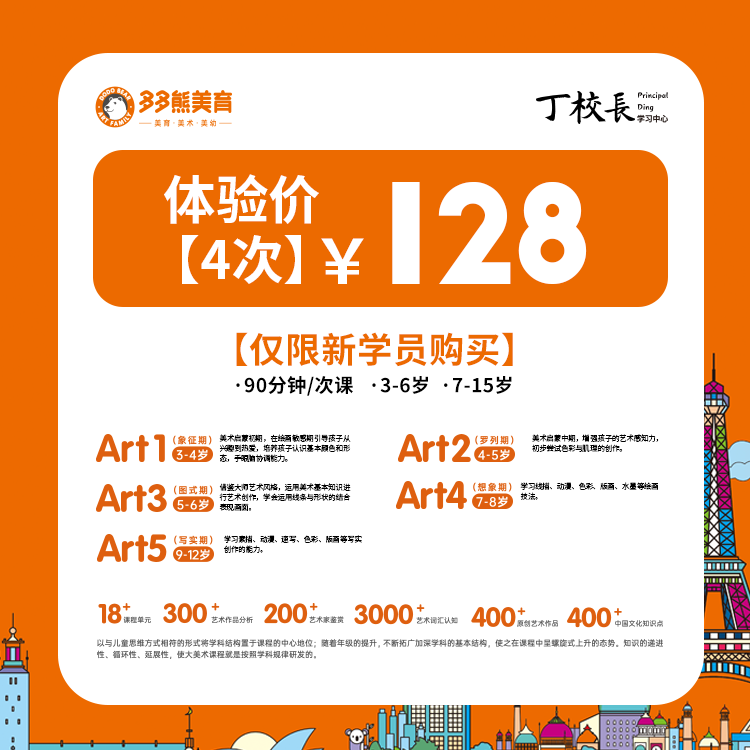 DODO BEAR
ART FAMILY
多多熊美育
美育·美术·美幼
丁校長
Principal
Ding
学习中心
体验价
【4次】￥128
【仅限新学员购买】
·90分钟/次课 ·3-6岁 ·7-15岁
Art1
(象征期)
3-4岁
美术启蒙初期，在绘画敏感期引导孩子从
兴趣到热爱，培养孩子认识基本颜色和形
态，手眼脑协调能力。
Art2
(罗列期)
4-5岁
美术启蒙中期，增强孩子的艺术感知力，
初步尝试色彩与肌理的创作。
Art3
(图式期)
5-6岁
借鉴大师艺术风格，运用美术基本知识进
行艺术创作，学会运用线条与形状的结合
表现画面。
Art4
(想象期)
7-8岁
学习线描、动漫、色彩、版画、水墨等绘画
技法。
Art5
(写实期)
9-12岁
学习素描、动漫、速写、色彩、版画等写实
创作的能力。
18+课程单元
300+艺术作品分析
200+艺术家鉴赏
3000+艺术词汇认知
400+原创艺术作品
400+中国文化知识点
以与儿童思维方式相符的形式将学科结构置于课程的中心地位；随着年级的提升，不断拓广加深学科的基本结构，使之在课程中呈螺旋式上升的态势。知识的递进
性、循环性、延展性，使大美术课程就是按照学科规律研发的。